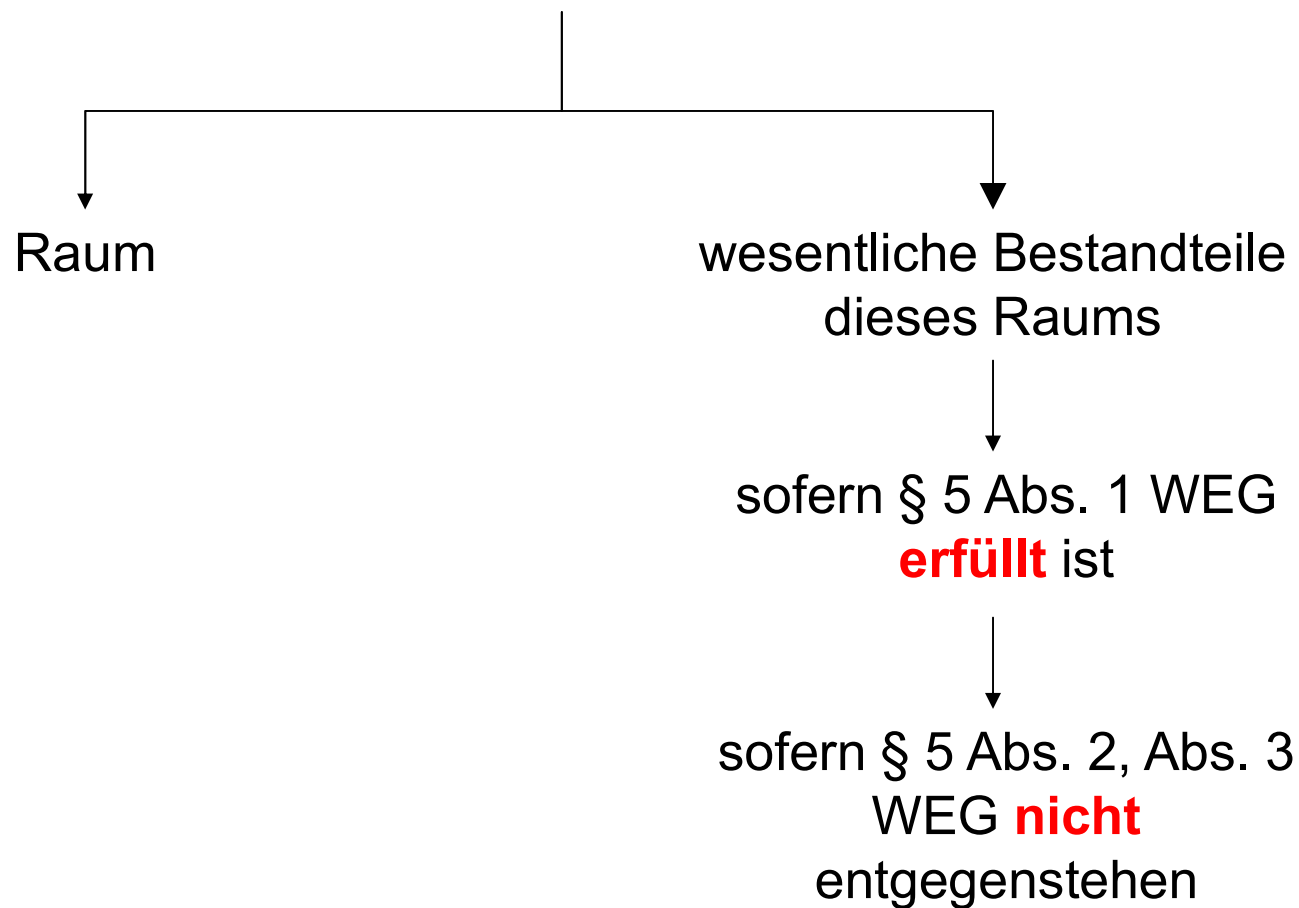 Raum
wesentliche Bestandteile
dieses Raums
sofern § 5 Abs. 1 WEG
erfüllt ist
sofern § 5 Abs. 2, Abs. 3
WEG nicht
entgegenstehen